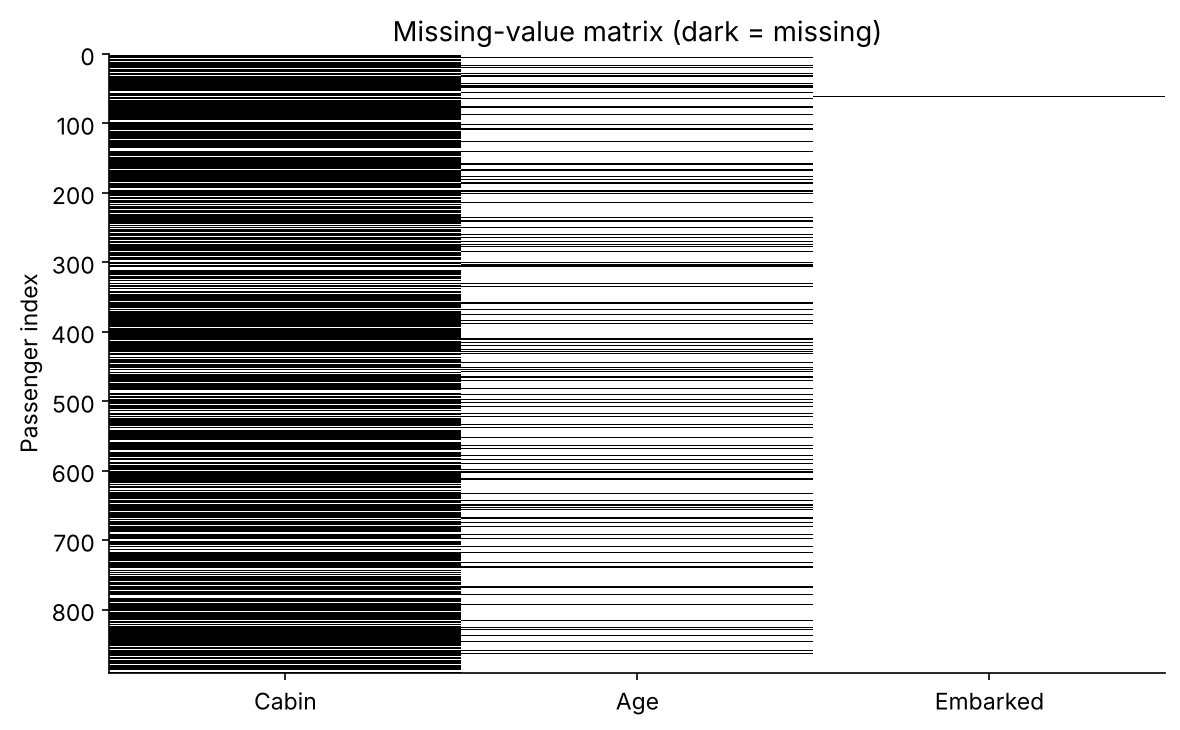 Missing-value matrix (dark = missing)
0
100
200
300
400
500
600
700
800
Passenger index
Cabin
Age
Embarked